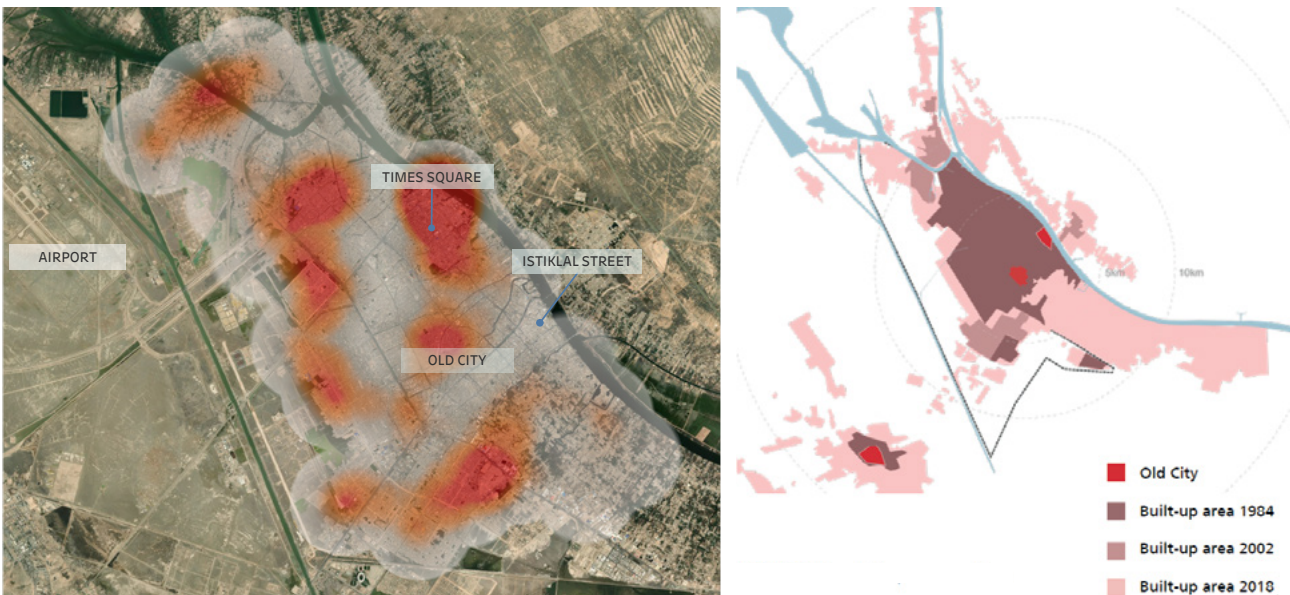 TIMES SQUARE
AIRPORT
ISTIKLAL STREET
OLD CITY
5km
10km
Old City
Built-up area 1984
Built-up area 2002
Built-up area 2018